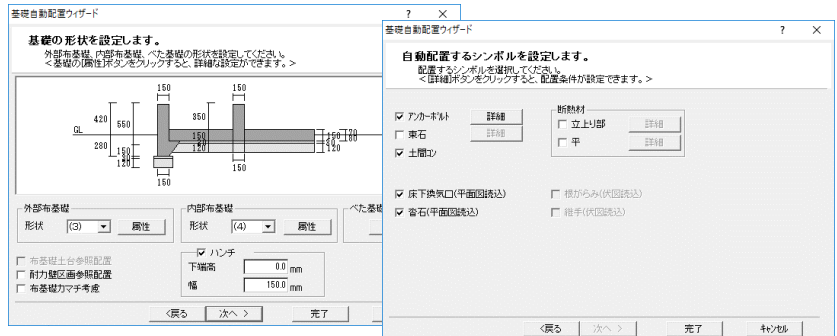 基礎自動配置ウィザード
?
×
基礎の形状を設定します。
外部布基礎、内部布基礎、べた基礎の形状を設定してください。
<基礎の[属性]ボタンをクリックすると、詳細な設定ができます。>
150
150
420
550
350
GL
150
150
120
280
150
120
120
150
150
外部布基礎
形状
(3)
属性
内部布基礎
形状
(4)
属性
べた基礎
布基礎土台参照配置
耐力壁区画参照配置
布基礎カマチ考慮
ハンチ
下端高
0.0
mm
幅
150.0
mm
<戻る
次へ >
完了
基礎自動配置ウィザード
?
×
自動配置するシンボルを設定します。
配置するシンボルを選択してください。
<[詳細]ボタンをクリックすると、配置条件が設定できます。>
アンカーボルト
詳細
束石
詳細
土間コン
断熱材
立上り部
詳細
平
詳細
床下換気口(平面図読込)
沓石(平面図読込)
根がらみ(伏図読込)
継手(伏図読込)
<戻る
次へ >
完了
キャンセル